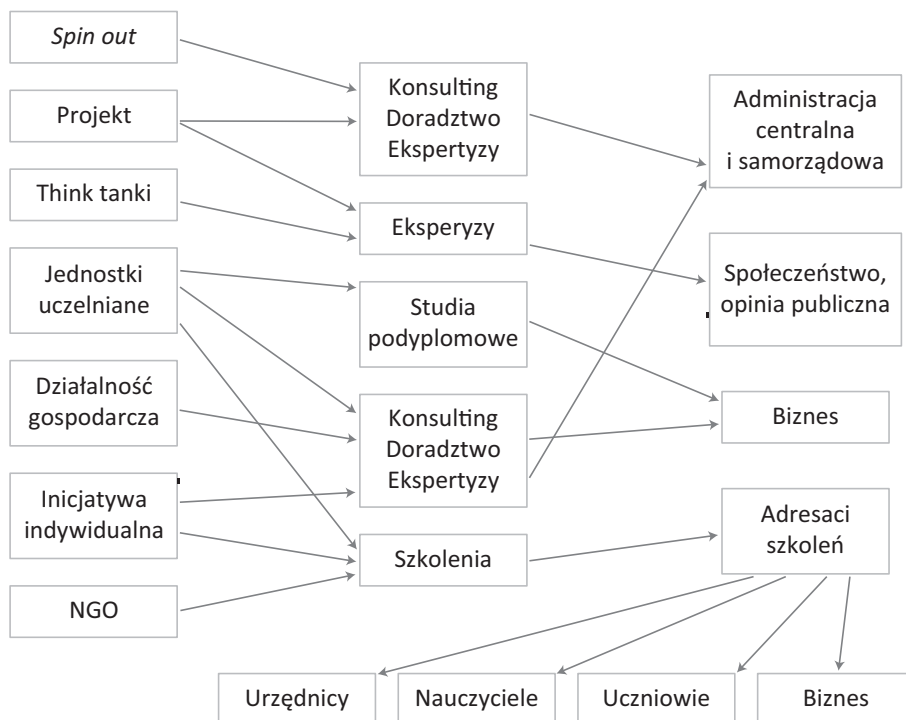 Spin out
Projekt
Think tanki
Jednostki
uczelniane
Działalność
gospodarcza
Inicjatywa
indywidualna
NGO
Konsulting
Doradztwo
Ekspertyzy
Eksperyzy
Studia
podyplomowe
Konsulting
Doradztwo
Ekspertyzy
Szkolenia
Administracja
centralna
i samorządowa
Społeczeństwo,
opinia publiczna
Biznes
Adresaci
szkoleń
Urzędnicy
Nauczyciele
Uczniowie
Biznes